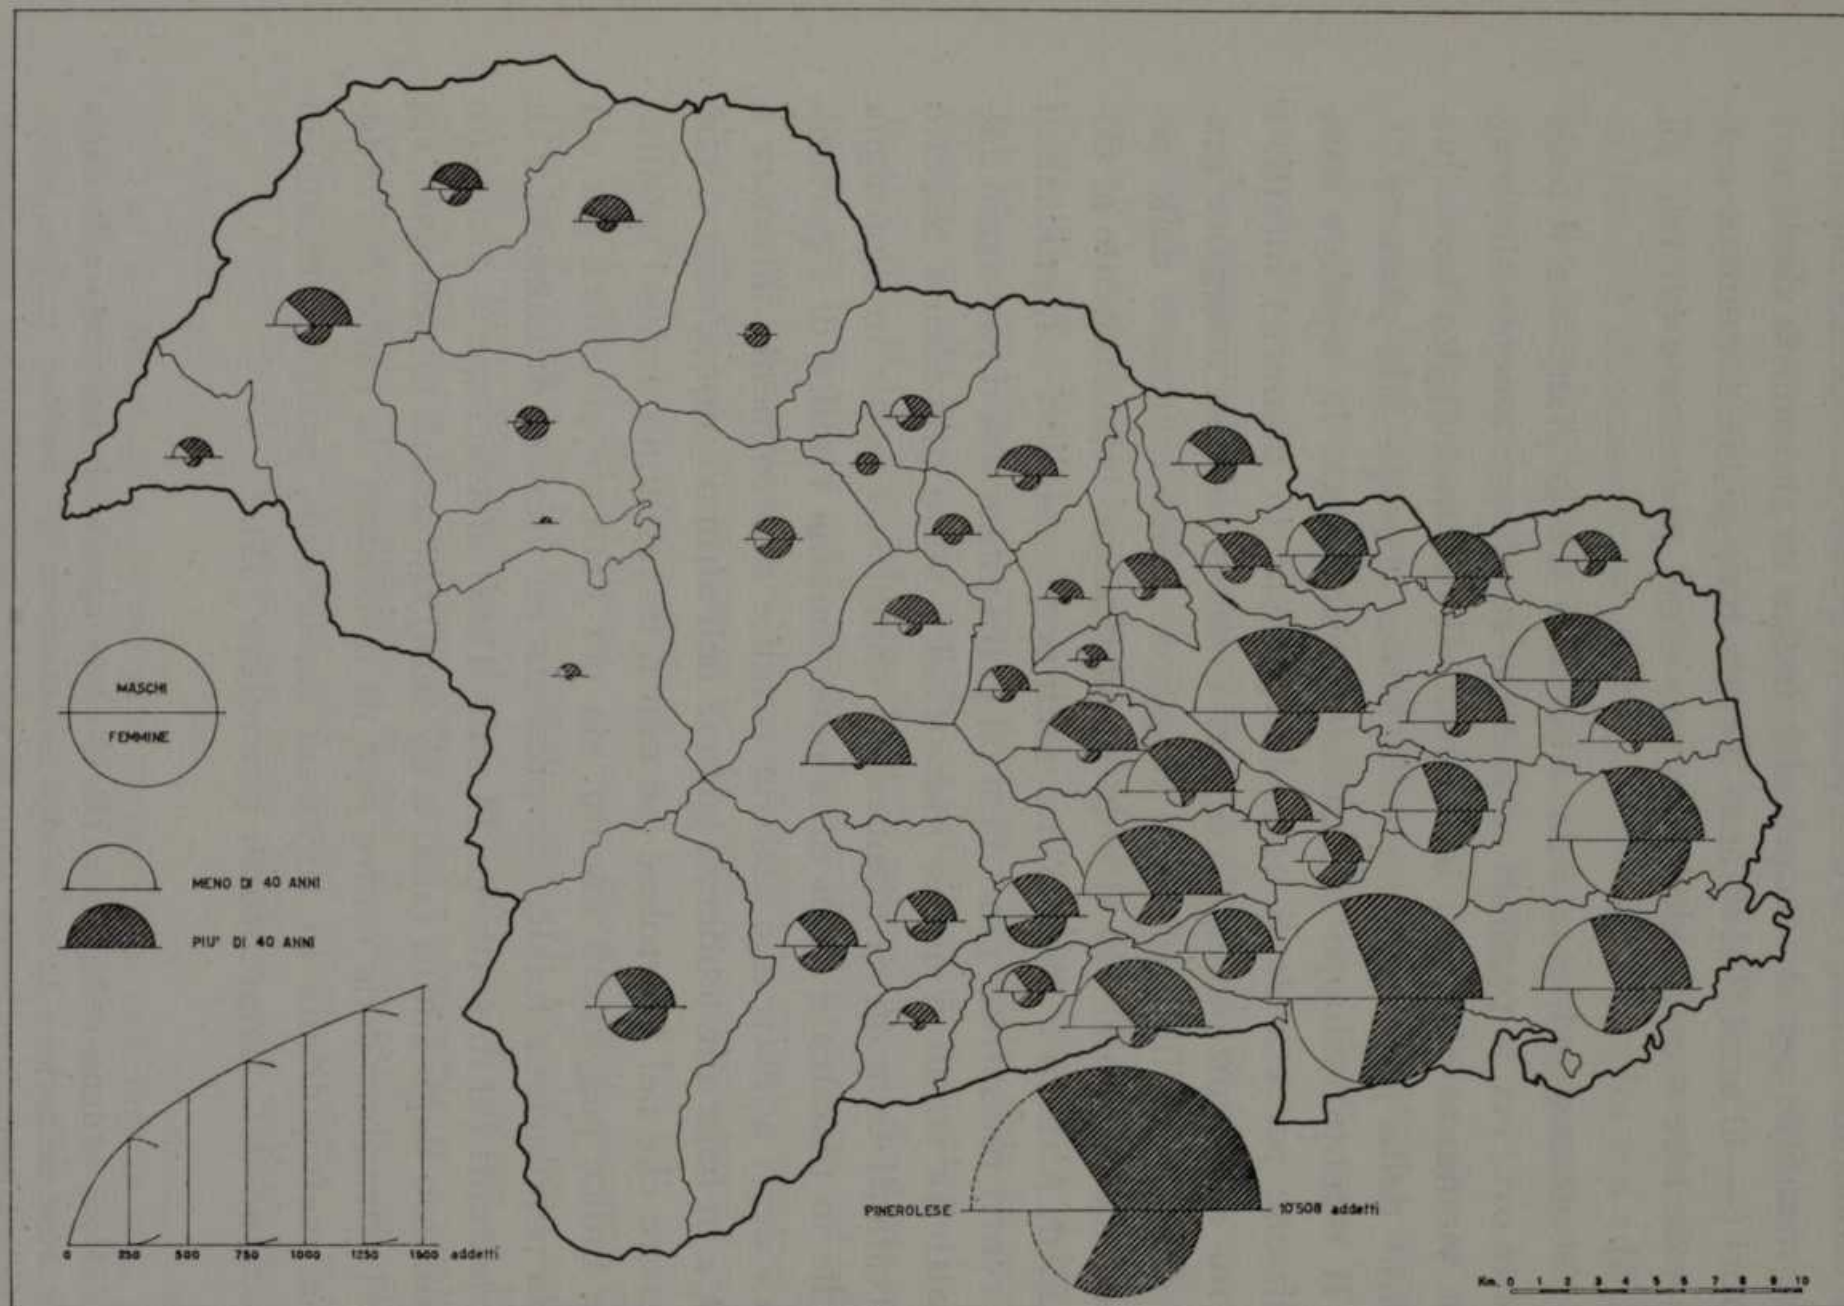 MASCHI
FEMMINE
MENO DI 40 ANNI
PIU' DI 40 ANNI
0 250 500 750 1000 1250 1500 addetti
PINEROLESE 10'508 addetti
Km. 0 1 2 3 4 5 6 7 8 9 10